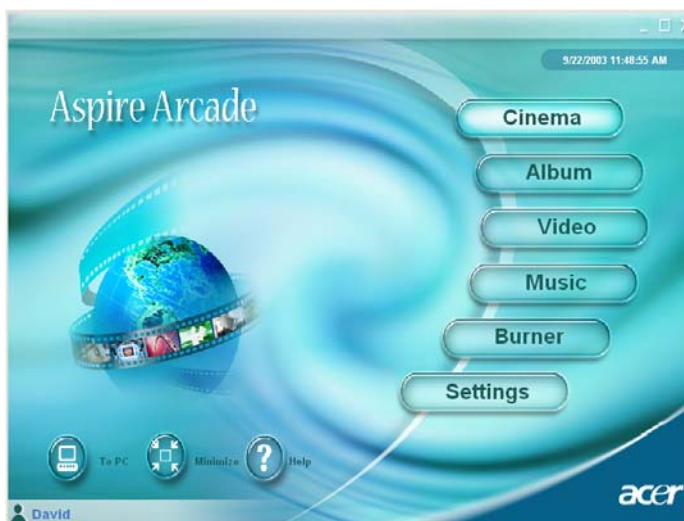 9/22/2003 11:48:55 AM
Aspire Arcade
Cinema
Album
Video
Music
Burner
Settings
To PC
Minimize
Help
David
acer